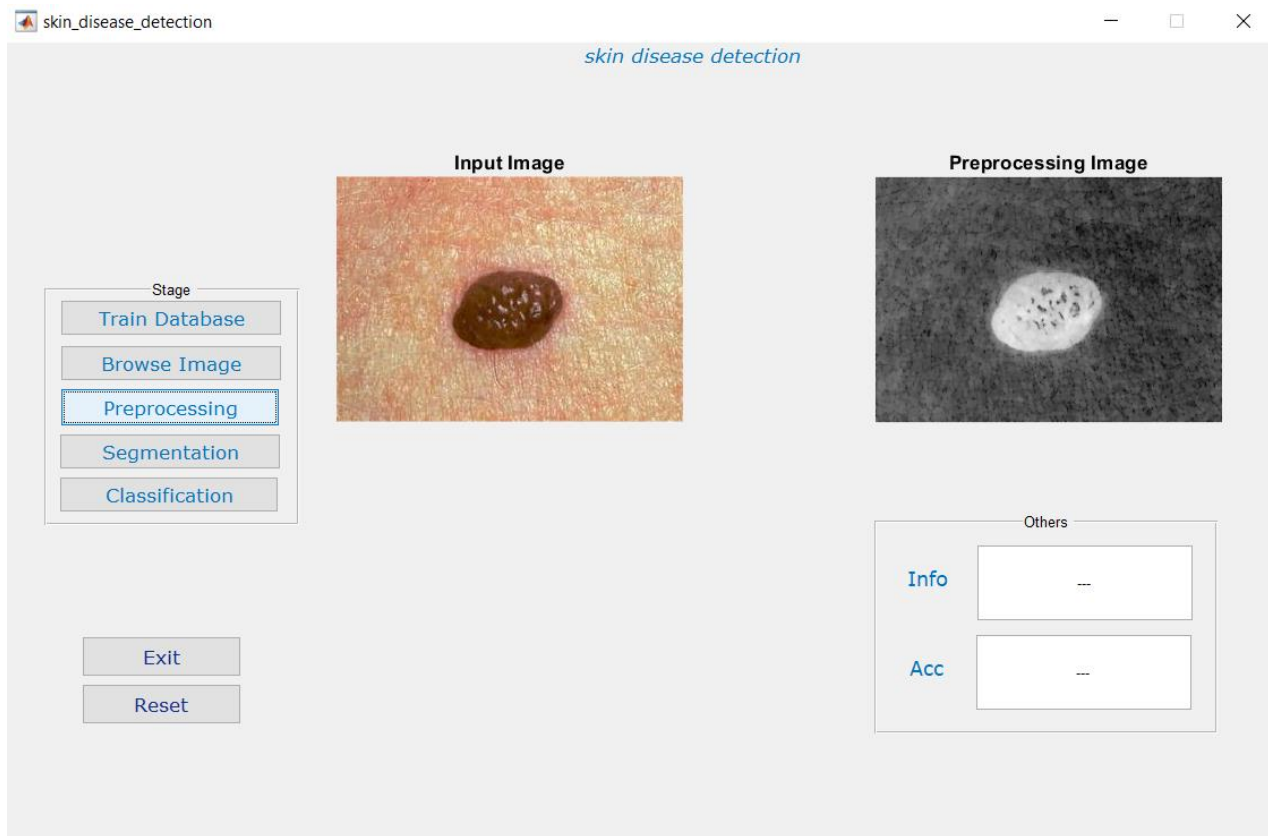 skin_disease_detection
skin disease detection
Input Image
Preprocessing Image
Stage
Train Database
Browse Image
Preprocessing
Segmentation
Classification
Others
Info
---
Acc
---
Exit
Reset